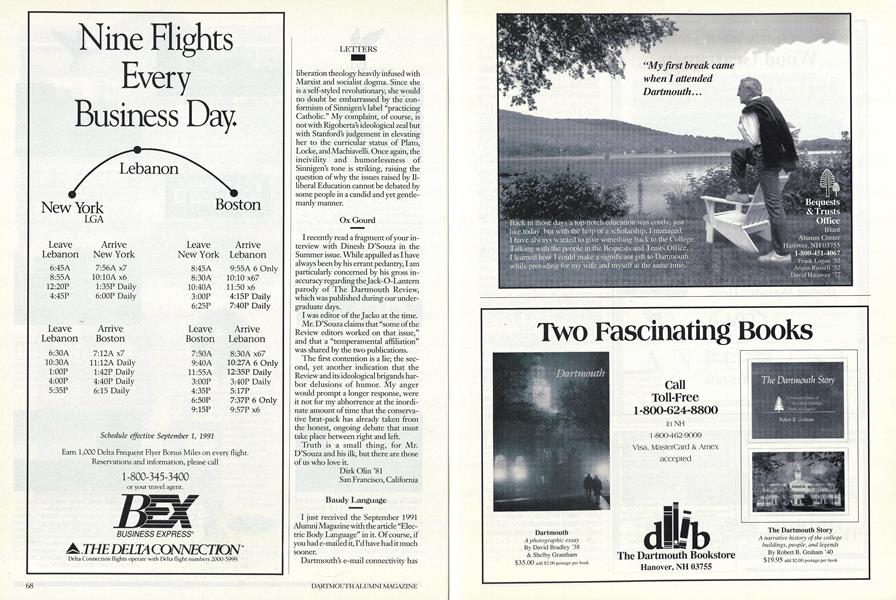 Nine Flights
Every
Business Day.
Lebanon
New York
LGA
Boston
Leave Lebanon Arrive New York
6:45A 7:56A x7
8:55A 10:10A x6
12:20P 1:35P Daily
4:45P 6:00P Daily
Leave New York Arrive Lebanon
8:45A 9:55A 6 Only
8:30A 10:10 x67
10:40A 11:50 x6
3:00P 4:15P Daily
6:25P 7:40P Daily
Leave Lebanon Arrive Boston
6:30A 7:12A x7
10:30A 11:12A Daily
1:00P 1:42P Daily
4:00P 4:40P Daily
5:35P 6:15 Daily
Leave Boston Arrive Lebanon
7:50A 8:30A x67
9:40A 10:27A 6 Only
11:55A 12:35P Daily
3:00P 3:40P Daily
4:35P 5:17P
6:50P 7:37P 6 Only
9:15P 9:57P x6
Schedule effective September 1, 1991
Earn 1,000 Delta Frequent Flyer Bonus Miles on every flight.
Reservations and information, please call
1-800-345-3400
or your travel agent.
BEX
BUSINESS EXPRESS
THE DELTA CONNECTION
Delta Connection flights operate with Delta flight numbers 2000-5999.
68
LETTERS
liberation theology heavily infused with
Marxist and socialist dogma. Since she
is a self-styled revolutionary, she would
no doubt be embarrassed by the con-
formism of Sinnigen's label "practicing
Catholic." My complaint, of course, is
not with Rigoberta's ideological zeal but
with Stanford's judgement in elevating
her to the curricular status of Plato,
Locke, and Machiavelli. Once again, the
incivility and humorlessness of
Sinnigen's tone is striking, raising the
question of why the issues raised by Il-
liberal Education cannot be debated by
some people in a candid and yet gentle-
manly manner.
Ox Gourd
I recently read a fragment of your in-
terview with Dinesh D'Souza in the
Summer issue. While appalled as I have
always been by his errant pedantry, I am
particularly concerned by his gross in-
accuracy regarding the Jack-O-Lantern
parody of The Dartmouth Review,
which was published during our under-
graduate days.
I was editor of the Jacko at the time.
Mr. D'Souza claims that "some of the
Review editors worked on that issue,"
and that a "temperamental affiliation"
was shared by the two publications.
The first contention is a lie; the sec-
ond, yet another indication that the
Review and its ideological brigands har-
bor delusions of humor. My anger
would prompt a longer response, were
it not for my abhorrence at the inordi-
nate amount of time that the conserva-
tive brat-pack has already taken from
the honest, ongoing debate that must
take place between right and left.
Truth is a small thing, for Mr.
D'Souza and his ilk, but there are those
of us who love it.
Dirk Olin '81
San Francisco, California
Baudy Language
I just received the September 1991
Alumni Magazine with the article "Elec-
tric Body Language" in it. Of course, if
you had e-mailed it, I'd have had it much
sooner.
Dartmouth's e-mail connectivity has
DARTMOUTH ALUMNI MAGAZINE
"My first break came
when I attended
Dartmouth...
Back in those days a top-notch education was costly, just
like today, but with the help of a scholarship, I managed.
I have always wanted to give something back to the College.
Talking with the people in the Bequests and Trusts Office,
I learned how I could make a significant gift to Dartmouth,
while providing for my wife and myself at the same time."
Bequests
& Trusts
Office
Blunt
Alumni Center
Hanover, NH 03755
1-800-451-4067
Frank Logan '52
Angus Russell '52
David Haraway '77
Two Fascinating Books
Dartmouth
Call
Toll-Free
1-800-624-8800
in NH
1-800-462-9009
Visa, MasterCard & Amex
accepted
The Dartmouth Story
Robert B. Graham
Dartmouth
A photographic essay
By David Bradley '38
& Shelby Grantham
$35.00 add $2.00 postage per book
The Dartmouth Bookstore
Hanover, NH 03755
The Dartmouth Story
A narrative history of the college
buildings, people, and legends
By Robert B. Graham '40
$19.95 add $2.00 postage per book